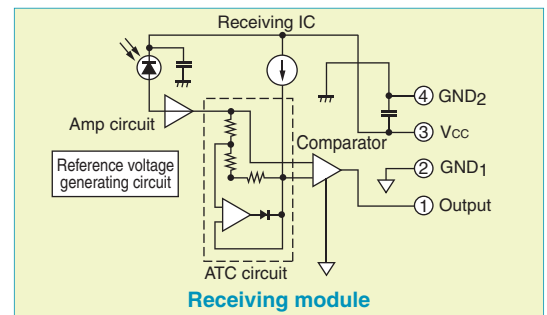 Receiving IC
④ GND2
Amp circuit
③ Vcc
Comparator
Reference voltage
generating circuit
② GND1
① Output
ATC circuit
Receiving module